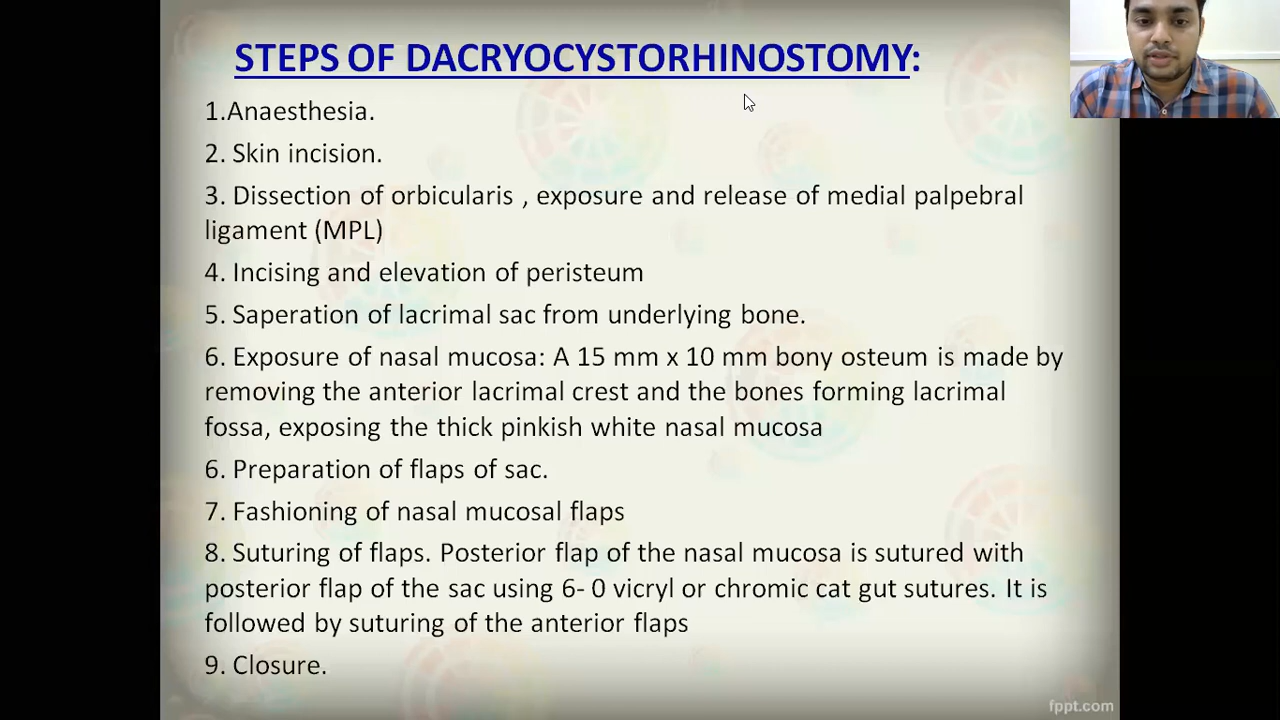 STEPS OF DACRYOCYSTORHINOSTOMY:
1.Anaesthesia.
2. Skin incision.
3. Dissection of orbicularis , exposure and release of medial palpebral
ligament (MPL)
4. Incising and elevation of peristeum
5. Saperation of lacrimal sac from underlying bone.
6. Exposure of nasal mucosa: A 15 mm x 10 mm bony osteum is made by
removing the anterior lacrimal crest and the bones forming lacrimal
fossa, exposing the thick pinkish white nasal mucosa
6. Preparation of flaps of sac.
7. Fashioning of nasal mucosal flaps
8. Suturing of flaps. Posterior flap of the nasal mucosa is sutured with
posterior flap of the sac using 6- 0 vicryl or chromic cat gut sutures. It is
followed by suturing of the anterior flaps
9. Closure.
fppt.com